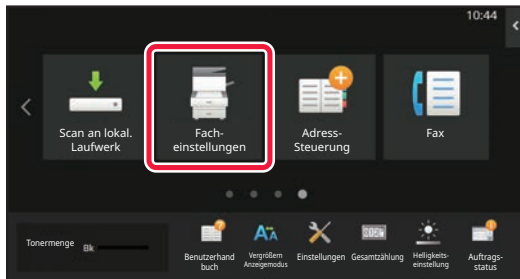 10:44
Scan an lokal.
Laufwerk
Fach-
einstellungen
Adress-
Steuerung
Fax
Tonermenge
Bk
Benutzerhand
buch
Vergrößern
Anzeigemodus
Einstellungen
Gesamtzählung
Helligkeits-
einstellung
Auftrags-
status